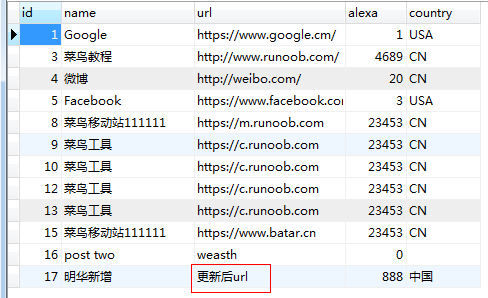 id name url alexa country
1 Google https://www.google.cm/ 1 USA
3 菜鸟教程 http://www.runoob.com/ 4689 CN
4 微博 http://weibo.com/ 20 CN
5 Facebook https://www.facebook.com 3 USA
8 菜鸟移动站111111 https://m.runoob.com 23453 CN
9 菜鸟工具 https://c.runoob.com 23453 CN
10 菜鸟工具 https://c.runoob.com 23453 CN
12 菜鸟工具 https://c.runoob.com 23453 CN
13 菜鸟工具 https://c.runoob.com 23453 CN
15 菜鸟移动站111111 https://www.batar.cn 23453 CN
16 post two weasth 0
17 明华新增 更新后url 888 中国